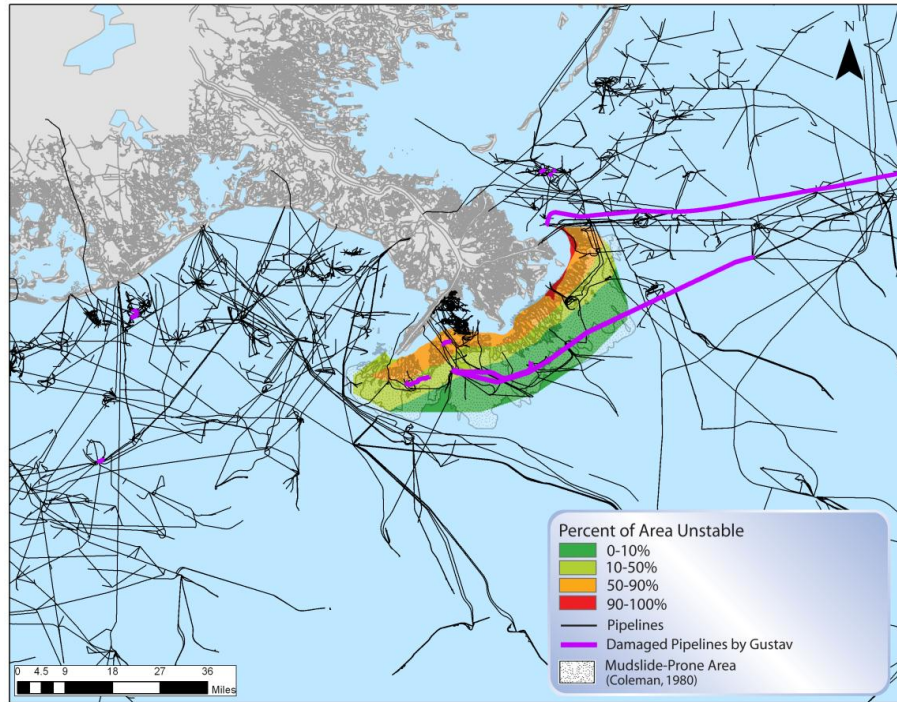 N
Percent of Area Unstable
0-10%
10-50%
50-90%
90-100%
Pipelines
Damaged Pipelines by Gustav
Mudslide-Prone Area
(Coleman, 1980)
0 4.5 9 18 27 36
Miles